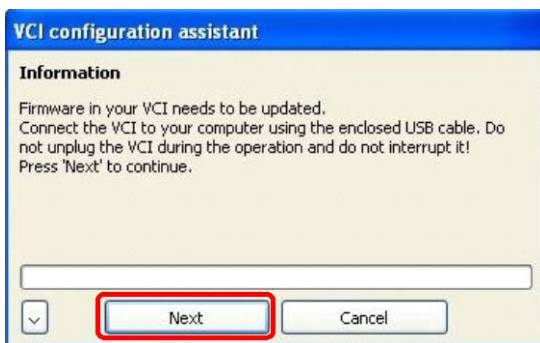 VCI configuration assistant
Information
Firmware in your VCI needs to be updated.
Connect the VCI to your computer using the enclosed USB cable. Do
not unplug the VCI during the operation and do not interrupt it!
Press 'Next' to continue.
Next
Cancel